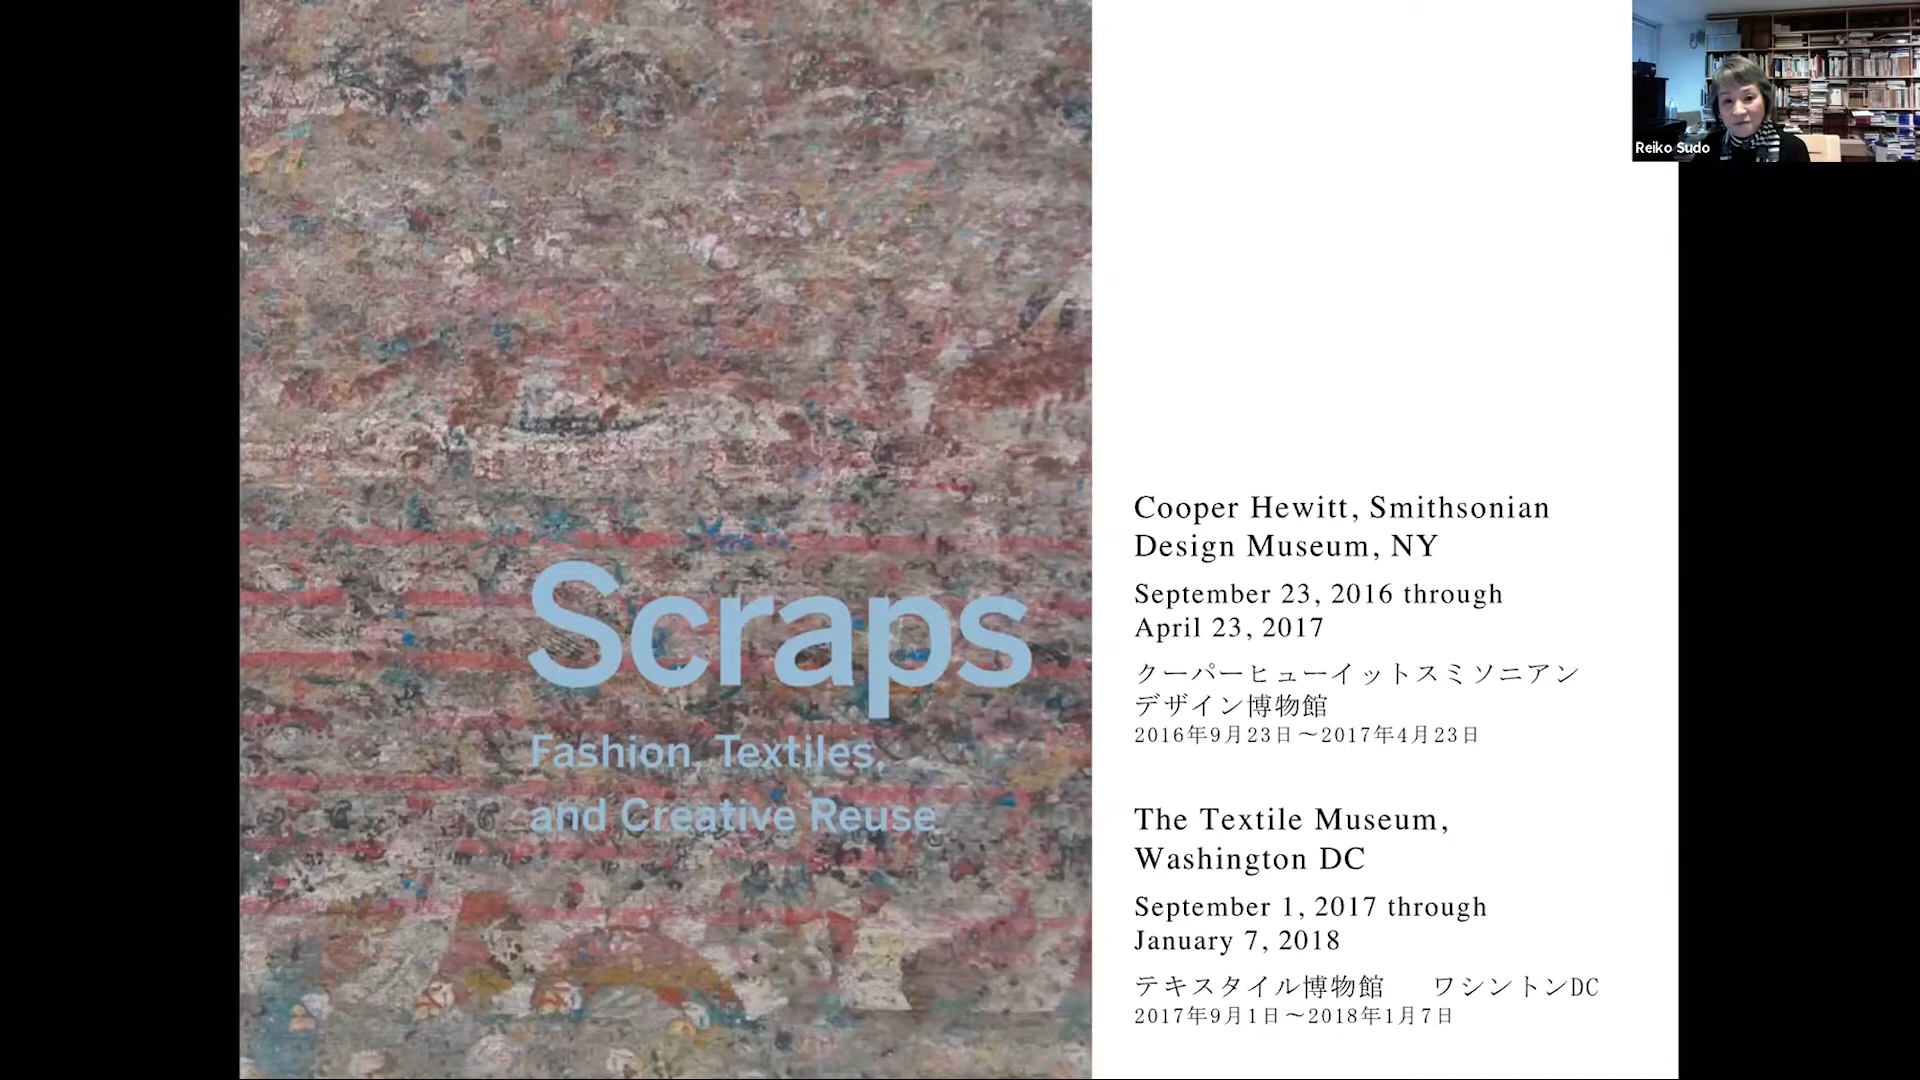 Scraps
Fashion, Textiles,
and Creative Reuse
Cooper Hewitt, Smithsonian
Design Museum, NY
September 23, 2016 through
April 23, 2017
クーパーヒューイットスミソニアン
デザイン博物館
2016年9月23日〜2017年4月23日
The Textile Museum,
Washington DC
September 1, 2017 through
January 7, 2018
テキスタイル博物館　ワシントンDC
2017年9月1日〜2018年1月7日
Reiko Sudo